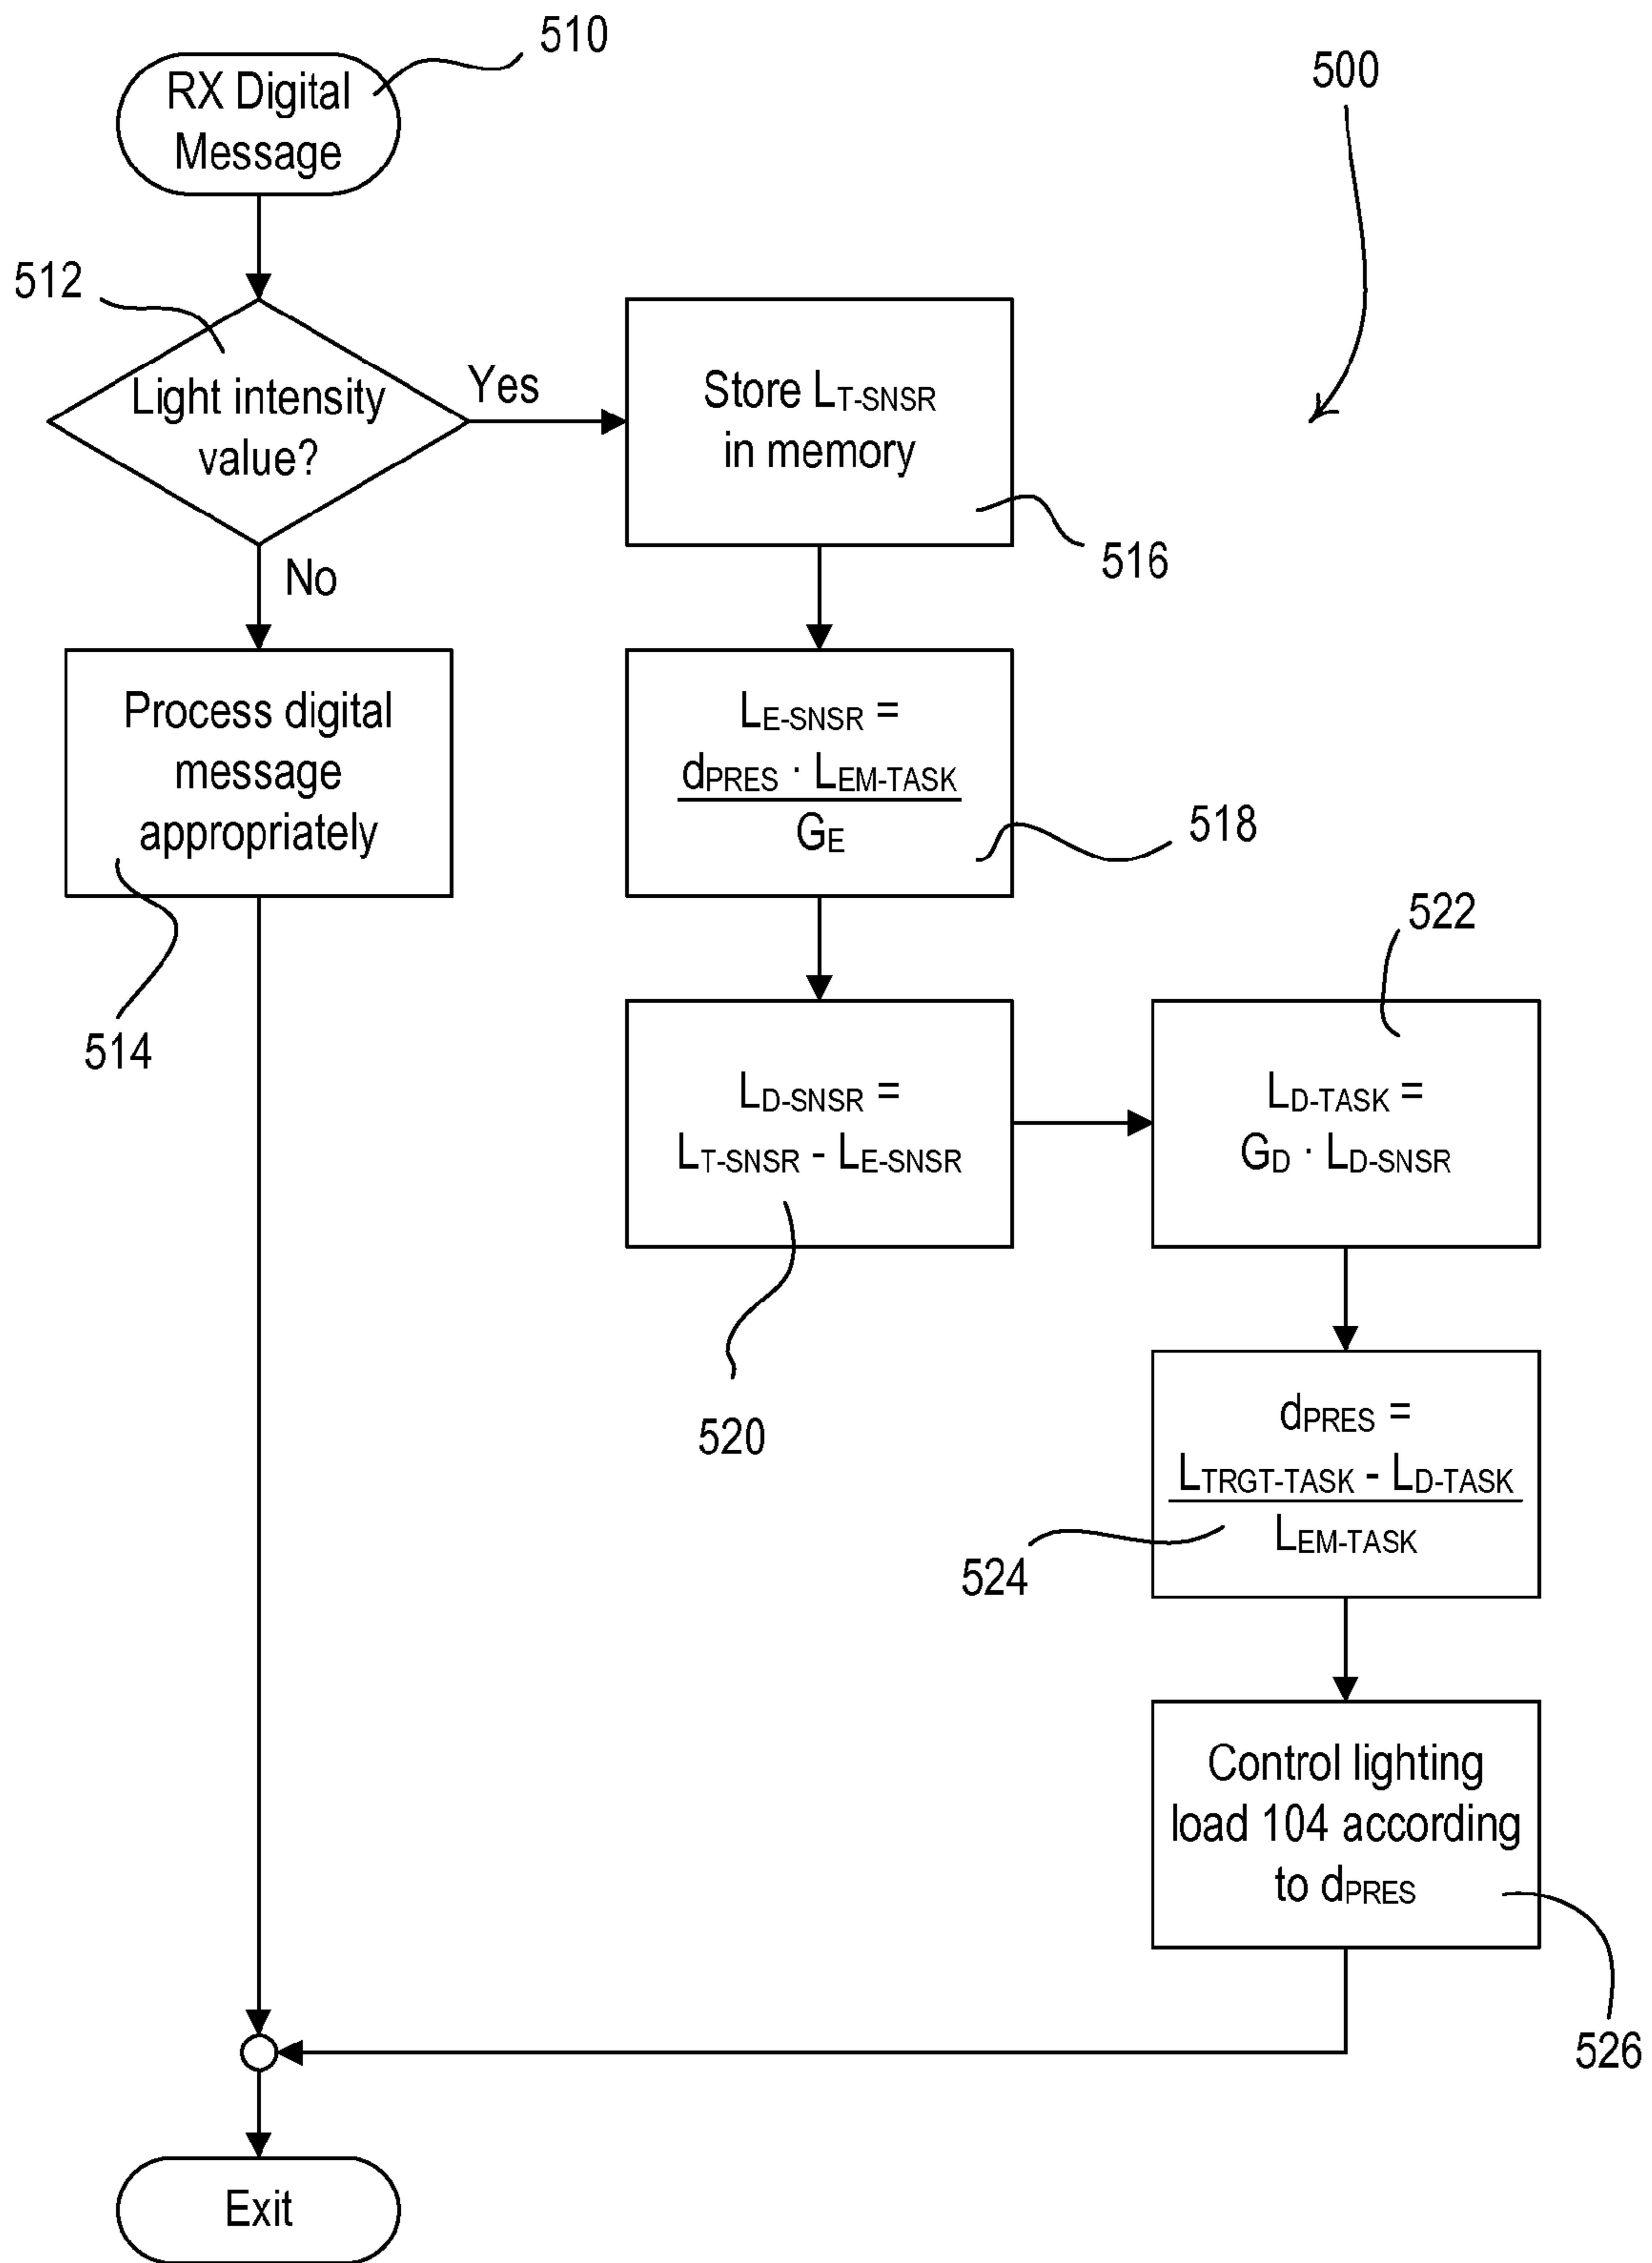 510
RX Digital
Message
500
512
Light intensity
value?
Yes
No
Store LT-SNSR
in memory
516
Process digital
message
appropriately
514
LE-SNSR =
dPRES · LEM-TASK
GE
518
LD-SNSR =
LT-SNSR - LE-SNSR
520
522
LD-TASK =
GD · LD-SNSR
dPRES =
LTRGT-TASK - LD-TASK
LEM-TASK
524
Control lighting
load 104 according
to dPRES
526
Exit